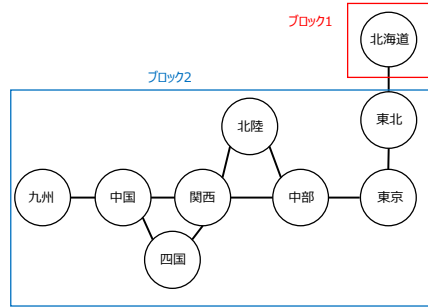 ブロック1
北海道
ブロック2
北陸
東北
九州
中国
関西
中部
東京
四国